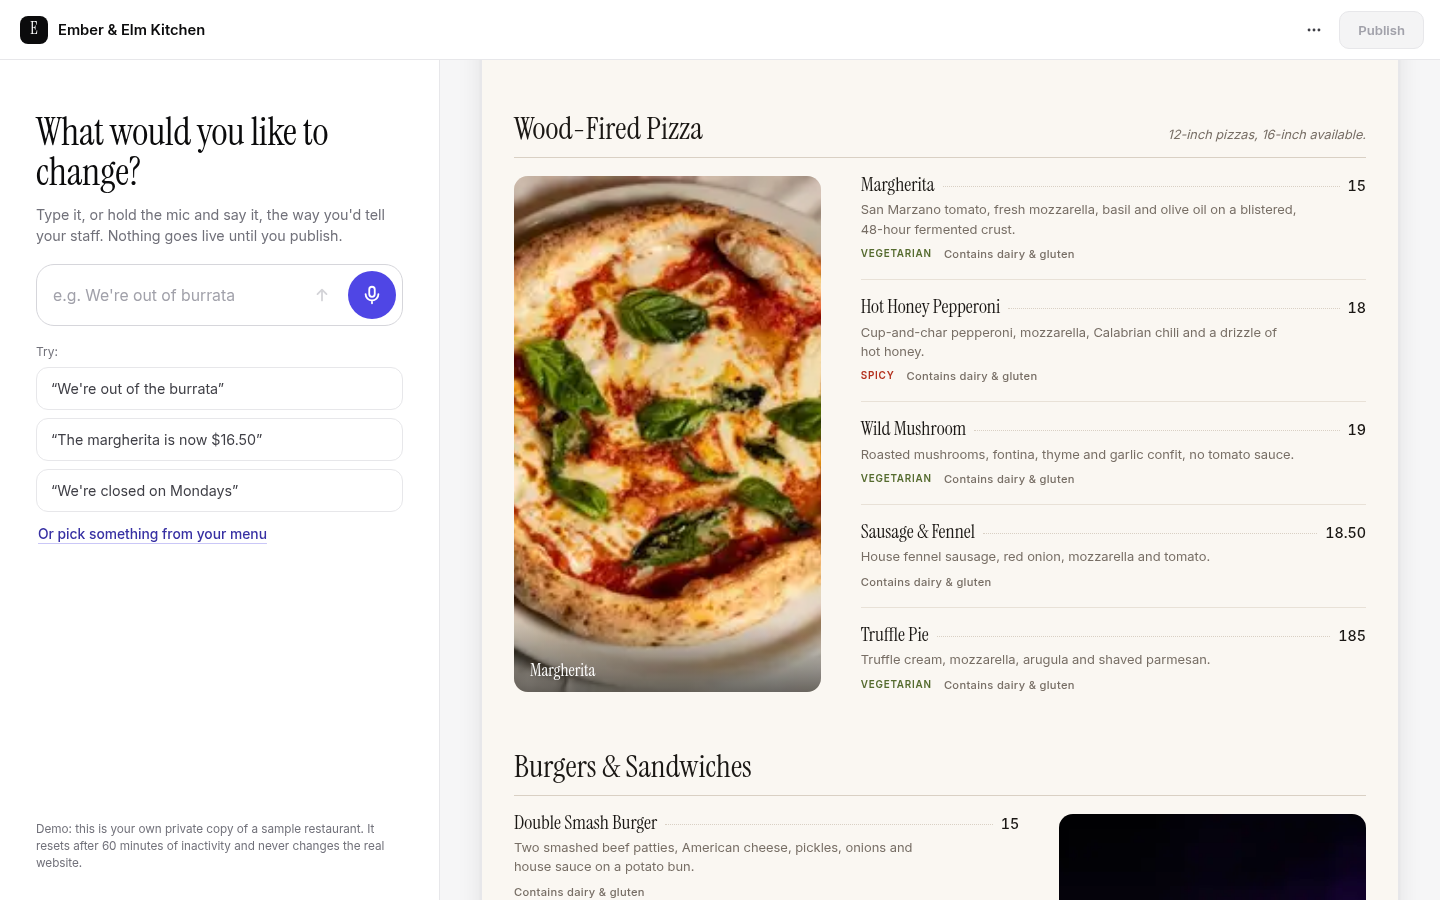 E
Ember & Elm Kitchen
Publish
What would you like to
change?
Type it, or hold the mic and say it, the way you'd tell
your staff. Nothing goes live until you publish.
e.g. We're out of burrata
Try:
“We're out of the burrata”
“The margherita is now $16.50”
“We're closed on Mondays”
Or pick something from your menu
Demo: this is your own private copy of a sample restaurant. It
resets after 60 minutes of inactivity and never changes the real
website.
Wood-Fired Pizza
12-inch pizzas, 16-inch available.
Margherita
Margherita 15
San Marzano tomato, fresh mozzarella, basil and olive oil on a blistered,
48-hour fermented crust.
VEGETARIAN Contains dairy & gluten
Hot Honey Pepperoni 18
Cup-and-char pepperoni, mozzarella, Calabrian chili and a drizzle of
hot honey.
SPICY Contains dairy & gluten
Wild Mushroom 19
Roasted mushrooms, fontina, thyme and garlic confit, no tomato sauce.
VEGETARIAN Contains dairy & gluten
Sausage & Fennel 18.50
House fennel sausage, red onion, mozzarella and tomato.
Contains dairy & gluten
Truffle Pie 185
Truffle cream, mozzarella, arugula and shaved parmesan.
VEGETARIAN Contains dairy & gluten
Burgers & Sandwiches
Double Smash Burger 15
Two smashed beef patties, American cheese, pickles, onions and
house sauce on a potato bun.
Contains dairy & gluten